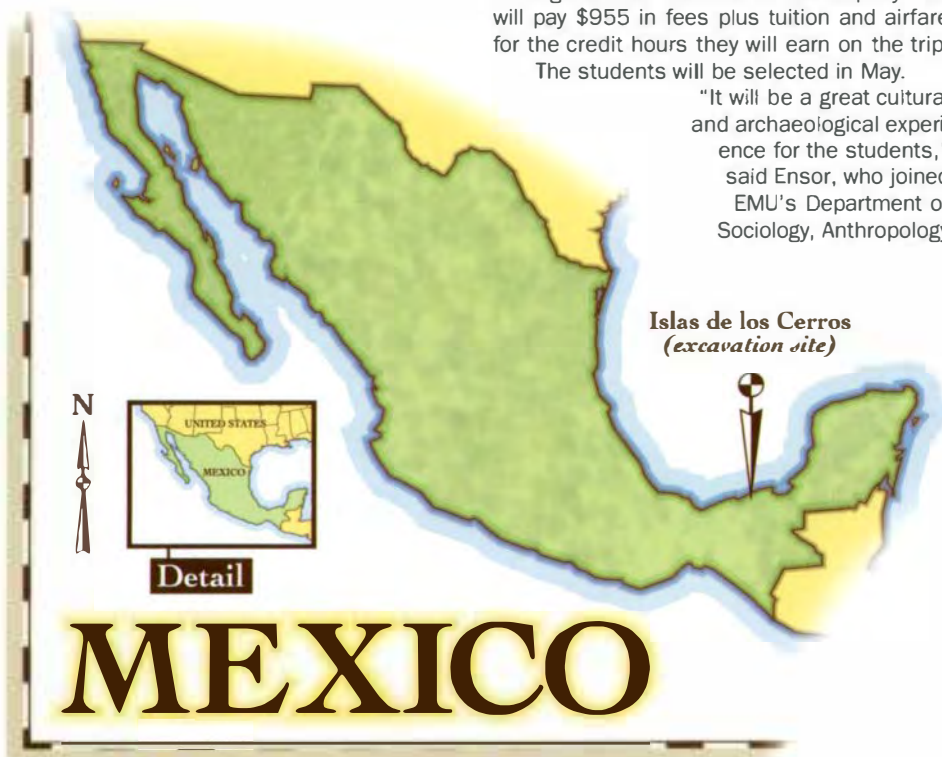 will pay $955 in fees plus tuition and airfare
for the credit hours they will earn on the trip
The students will be selected in May.
"It will be a great cultura
and archaeological experi
ence for the students,
said Ensor, who joined
EMU's Department o
Sociology, Anthropology
Islas de los Cerros
(excavation site)
N
UNITED STATES
MEXICO
Detail
MEXICO